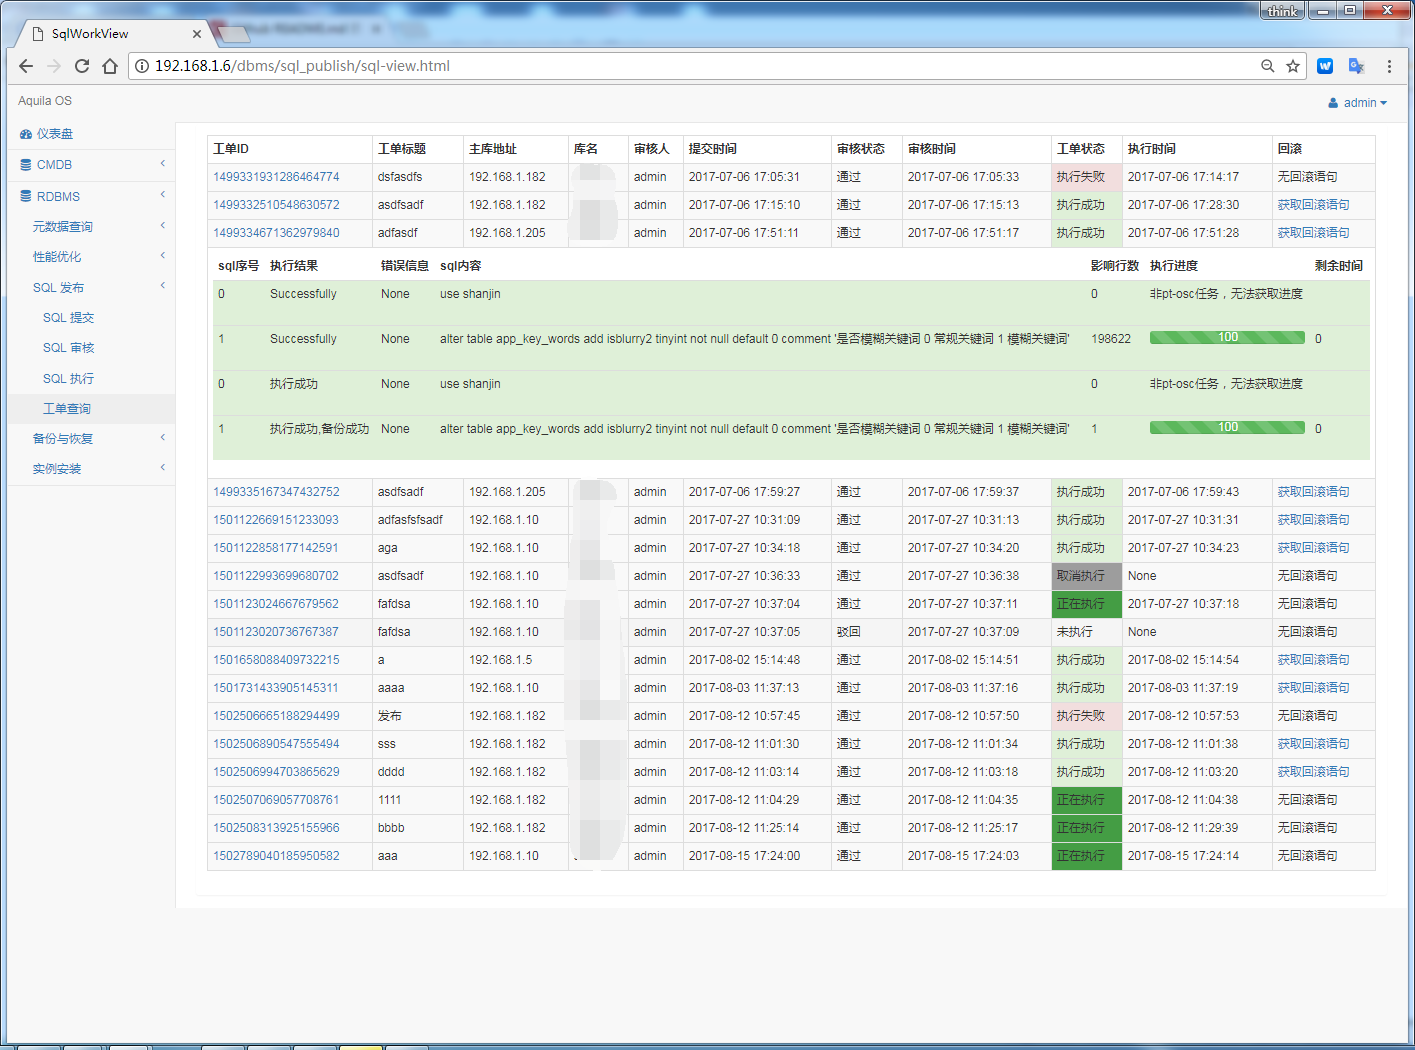 think
SqlWorkView
192.168.1.6/dbms/sql_publish/sql-view.html
Aquila OS
admin
仪表盘
CMDB
RDBMS
元数据查询
性能优化
SQL 发布
SQL 提交
SQL 审核
SQL 执行
工单查询
备份与恢复
实例安装
工单ID 工单标题 主库地址 库名 审核人 提交时间 审核状态 审核时间 工单状态 执行时间 回滚
1499331931286464774 dsfasdfs 192.168.1.182 admin 2017-07-06 17:05:31 通过 2017-07-06 17:05:33 执行失败 2017-07-06 17:14:17 无回滚语句
1499332510548630572 asdfsadf 192.168.1.182 admin 2017-07-06 17:15:10 通过 2017-07-06 17:15:13 执行成功 2017-07-06 17:28:30 获取回滚语句
1499334671362979840 adfasdf 192.168.1.205 admin 2017-07-06 17:51:11 通过 2017-07-06 17:51:17 执行成功 2017-07-06 17:51:28 获取回滚语句
sql序号 执行结果 错误信息 sql内容 影响行数 执行进度 剩余时间
0 Successfully None use shanjin 0 非pt-osc任务，无法获取进度
1 Successfully None alter table app_key_words add isblurry2 tinyint not null default 0 comment '是否模糊关键词 0 常规关键词 1 模糊关键词' 198622 100 0
0 执行成功 None use shanjin 0 非pt-osc任务，无法获取进度
1 执行成功,备份成功 None alter table app_key_words add isblurry2 tinyint not null default 0 comment '是否模糊关键词 0 常规关键词 1 模糊关键词' 1 100 0
1499335167347432752 asdfsadf 192.168.1.205 admin 2017-07-06 17:59:27 通过 2017-07-06 17:59:37 执行成功 2017-07-06 17:59:43 获取回滚语句
1501122669151233093 adfasfsfsadf 192.168.1.10 admin 2017-07-27 10:31:09 通过 2017-07-27 10:31:13 执行成功 2017-07-27 10:31:31 获取回滚语句
1501122858177142591 aga 192.168.1.10 admin 2017-07-27 10:34:18 通过 2017-07-27 10:34:20 执行成功 2017-07-27 10:34:23 获取回滚语句
1501122993699680702 asdfsadf 192.168.1.10 admin 2017-07-27 10:36:33 通过 2017-07-27 10:36:38 取消执行 None 无回滚语句
1501123024667679562 fafdsa 192.168.1.10 admin 2017-07-27 10:37:04 通过 2017-07-27 10:37:11 正在执行 2017-07-27 10:37:18 无回滚语句
1501123020736767387 fafdsa 192.168.1.10 admin 2017-07-27 10:37:05 驳回 2017-07-27 10:37:09 未执行 None 无回滚语句
1501658088409732215 a 192.168.1.5 admin 2017-08-02 15:14:48 通过 2017-08-02 15:14:51 执行成功 2017-08-02 15:14:54 获取回滚语句
1501731433905145311 aaaa 192.168.1.10 admin 2017-08-03 11:37:13 通过 2017-08-03 11:37:16 执行成功 2017-08-03 11:37:19 获取回滚语句
1502506665188294499 发布 192.168.1.182 admin 2017-08-12 10:57:45 通过 2017-08-12 10:57:50 执行失败 2017-08-12 10:57:53 无回滚语句
1502506890547555494 sss 192.168.1.182 admin 2017-08-12 11:01:30 通过 2017-08-12 11:01:34 执行成功 2017-08-12 11:01:38 获取回滚语句
1502506994703865629 dddd 192.168.1.182 admin 2017-08-12 11:03:14 通过 2017-08-12 11:03:18 执行成功 2017-08-12 11:03:20 获取回滚语句
1502507069057708761 1111 192.168.1.182 admin 2017-08-12 11:04:29 通过 2017-08-12 11:04:35 正在执行 2017-08-12 11:04:38 无回滚语句
1502508313925155966 bbbb 192.168.1.182 admin 2017-08-12 11:25:14 通过 2017-08-12 11:25:17 正在执行 2017-08-12 11:29:39 无回滚语句
1502789040185950582 aaa 192.168.1.10 admin 2017-08-15 17:24:00 通过 2017-08-15 17:24:03 正在执行 2017-08-15 17:24:14 无回滚语句